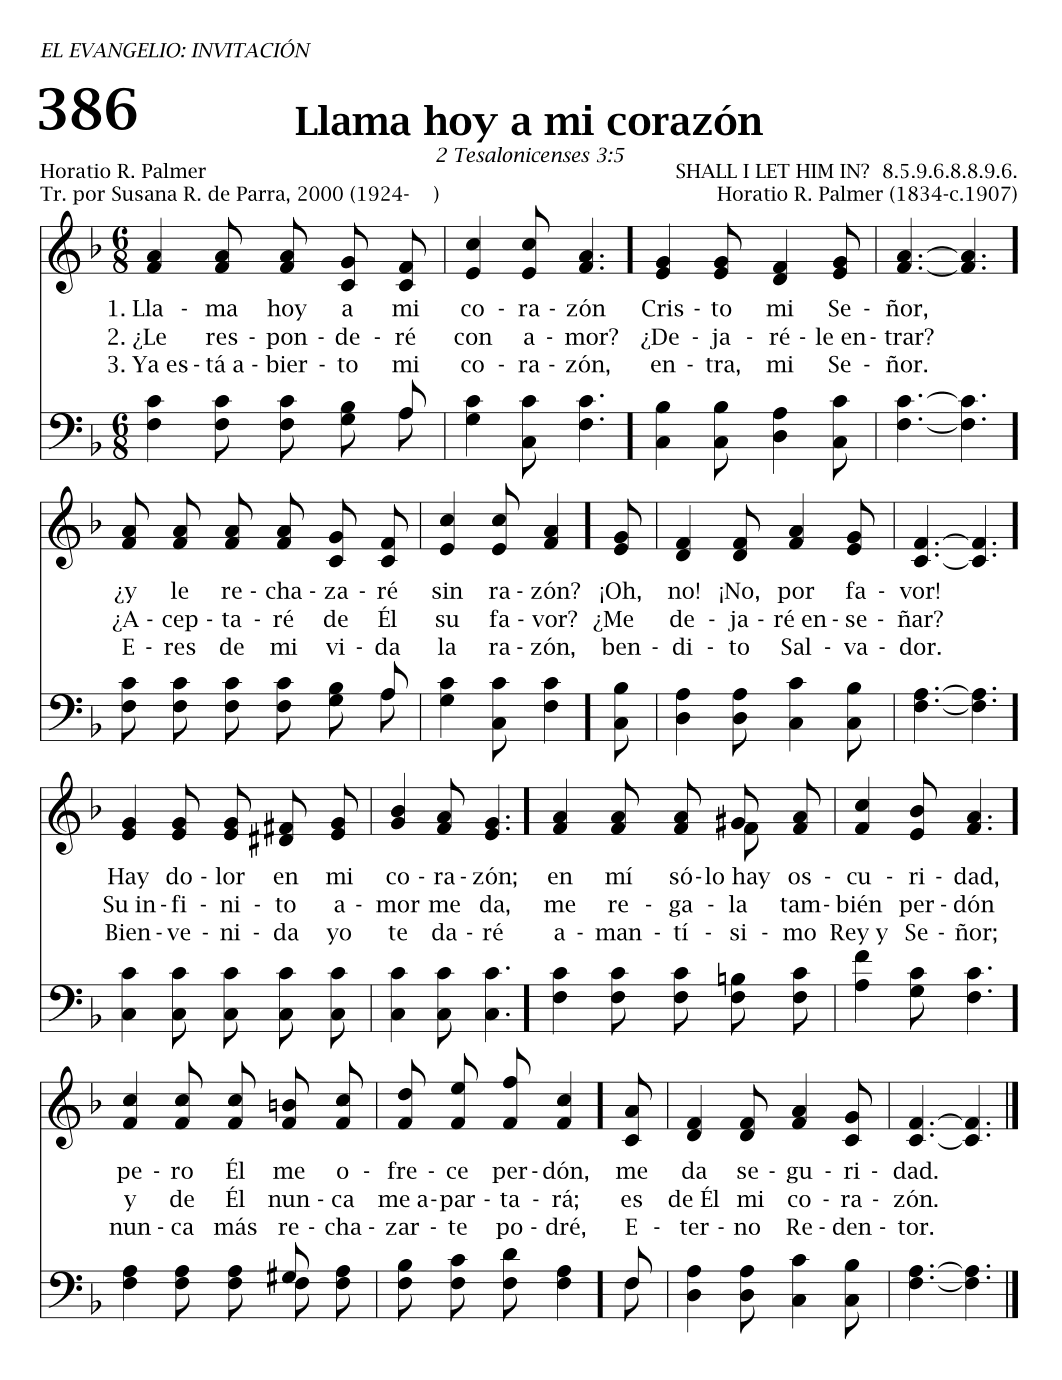 EL EVANGELIO: INVITACIÓN
386
Llama hoy a mi corazón
2 Tesalonicenses 3:5
Horatio R. Palmer
SHALL I LET HIM IN? 8.5.9.6.8.8.9.6.
Tr. por Susana R. de Parra, 2000 (1924- )
Horatio R. Palmer (1834-c.1907)
1. Lla - ma hoy a mi co - ra - zón Cris - to mi Se - ñor,
2. ¿Le res - pon - de - ré con a - mor? ¿De - ja - ré - le en - trar?
3. Ya es - tá a - bier - to mi co - ra - zón, en - tra, mi Se - ñor.
¿y le re - cha - za - ré sin ra - zón? ¡Oh, no! ¡No, por fa - vor!
¿A - cep - ta - ré de Él su fa - vor? ¿Me de - ja - ré en - se - ñar?
E - res de mi vi - da la ra - zón, ben - di - to Sal - va - dor.
Hay do - lor en mi co - ra - zón; en mí só - lo hay os - cu - ri - dad,
Su in - fi - ni - to a - mor me da, me re - ga - la tam - bién per - dón
Bien - ve - ni - da yo te da - ré a - man - tí - si - mo Rey y Se - ñor;
pe - ro Él me o - fre - ce per - dón, me da se - gu - ri - dad.
y de Él nun - ca me a - par - ta - rá; es de Él mi co - ra - zón.
nun - ca más re - cha - zar - te po - dré, E - ter - no Re - den - tor.